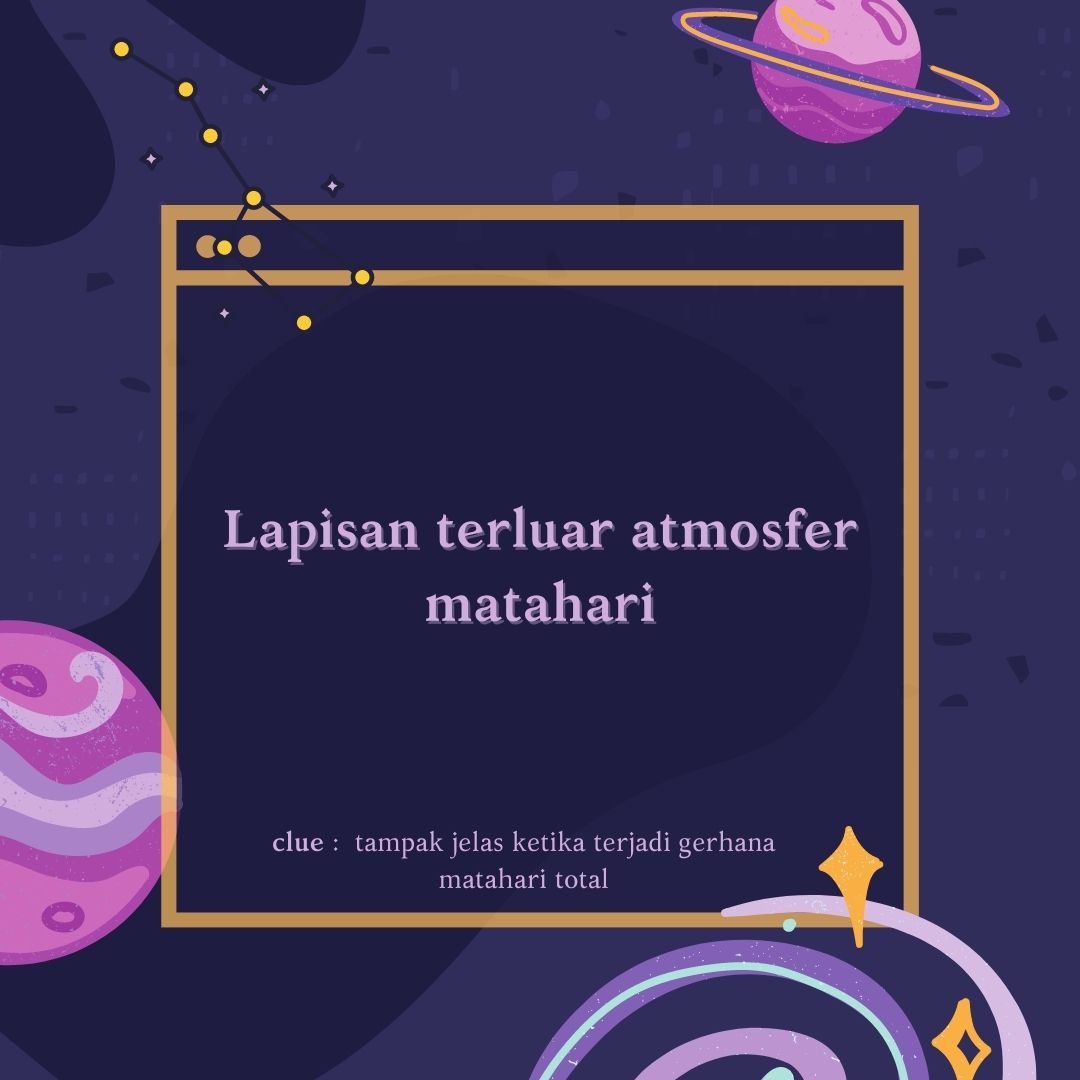 Lapisan terluar atmosfer
matahari
clue :  tampak jelas ketika terjadi gerhana
matahari total